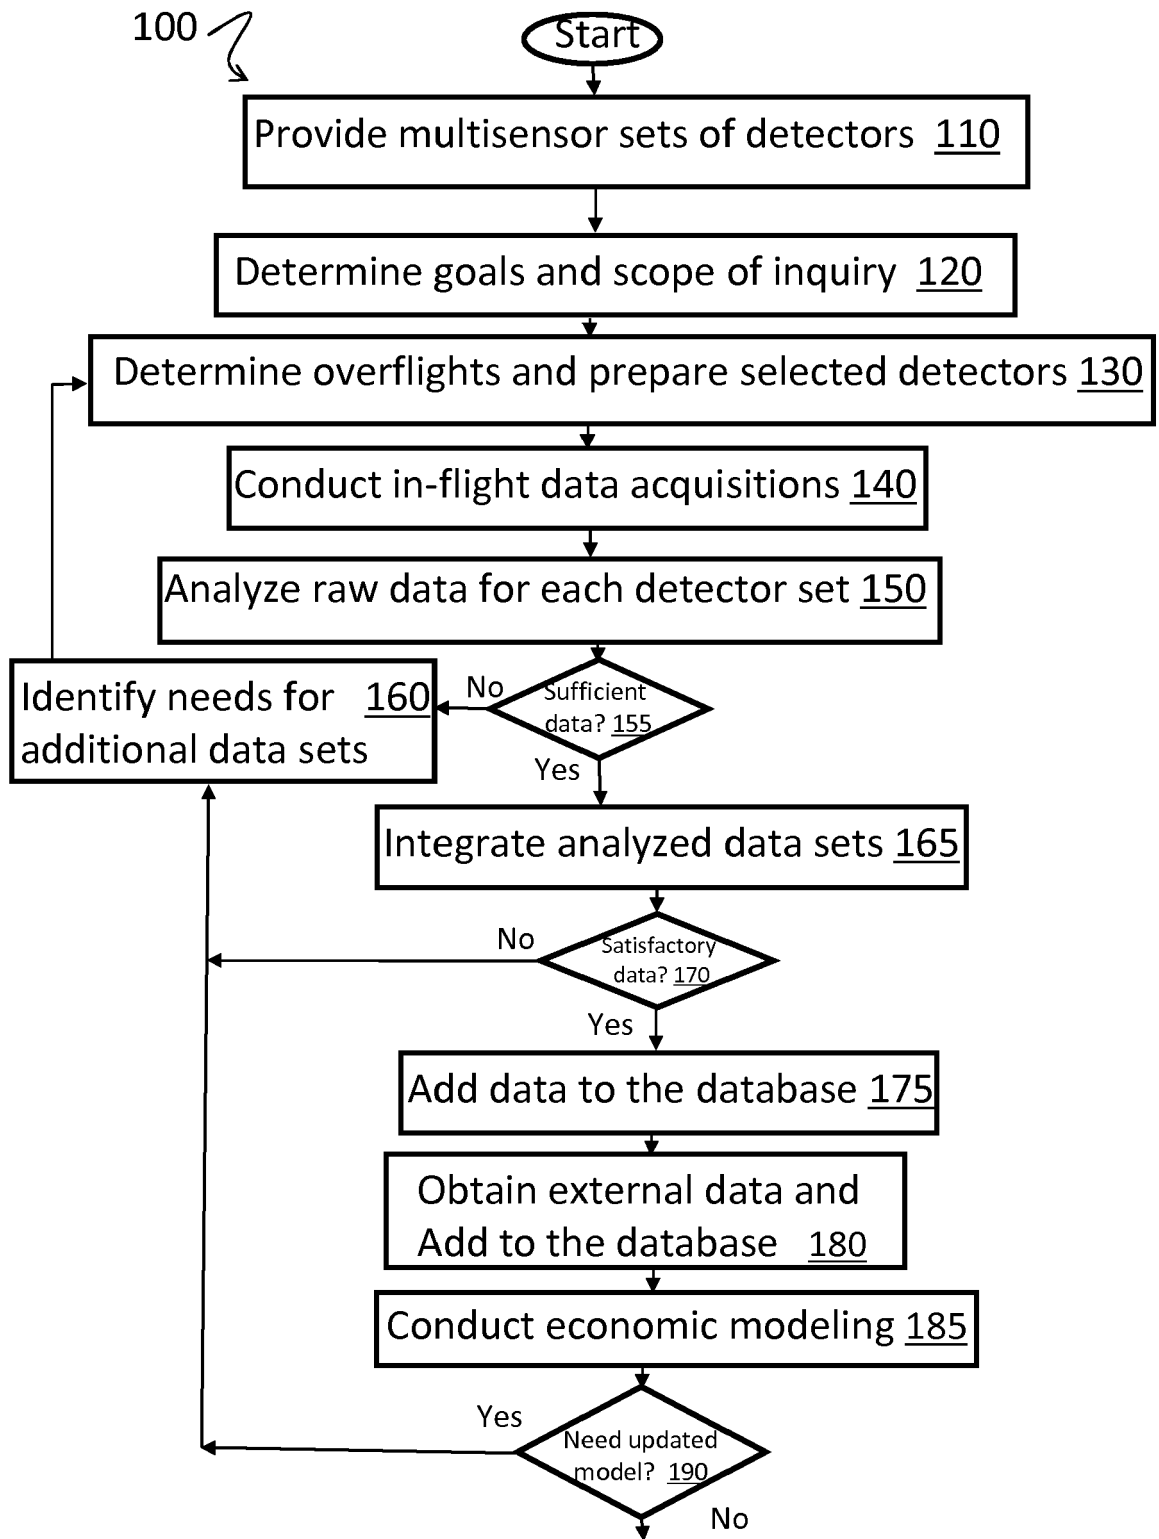 100
Start
Provide multisensor sets of detectors 110
Determine goals and scope of inquiry 120
Determine overflights and prepare selected detectors 130
Conduct in-flight data acquisitions 140
Analyze raw data for each detector set 150
Identify needs for 160
additional data sets
No
Sufficient
data? 155
Yes
Integrate analyzed data sets 165
No
Satisfactory
data? 170
Yes
Add data to the database 175
Obtain external data and
Add to the database 180
Conduct economic modeling 185
Yes
Need updated
model? 190
No